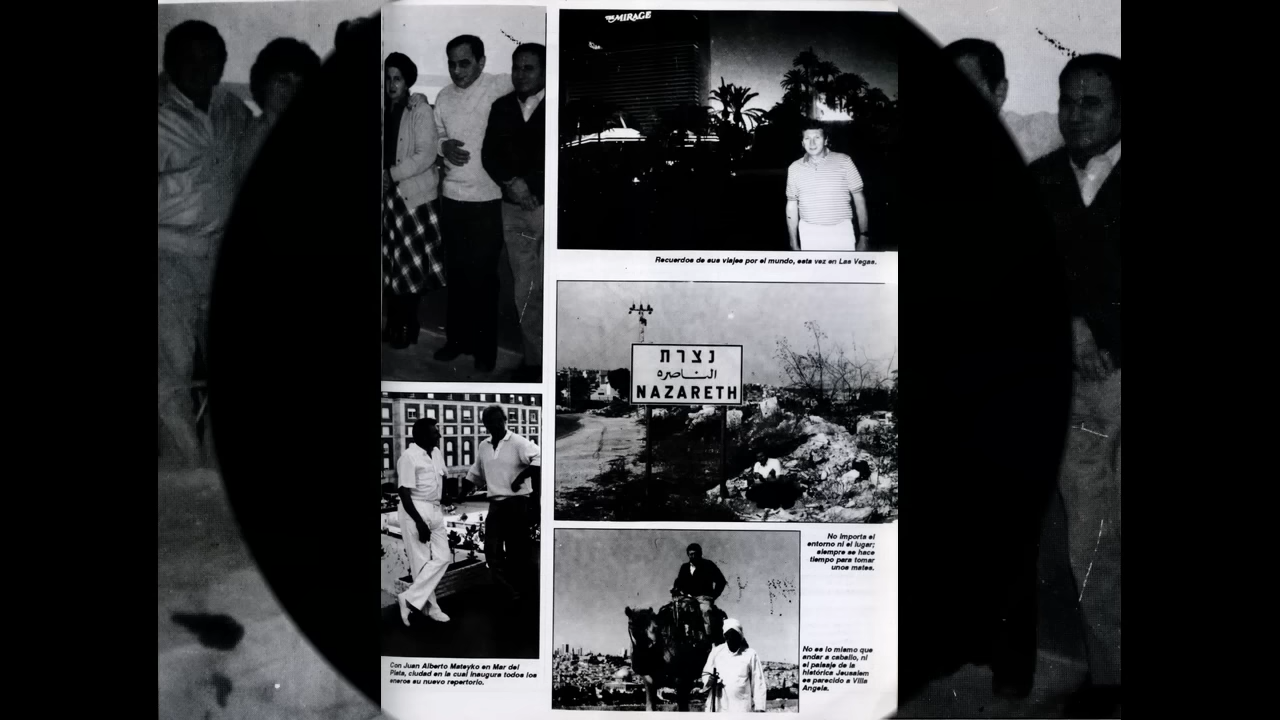 THE MIRAGE
Recuerdos de sus viajes por el mundo, esta vez en Las Vegas.
נצרת
الناصره
NAZARETH
No importa el
entorno ni el lugar;
siempre se hace
tiempo para tomar
unos mates.
Con Juan Alberto Mateyko en Mar del
Plata, ciudad en la cual inaugura todos los
eneros su nuevo repertorio.
No es lo mismo que
andar a caballo, ni
el paisaje de la
histórica Jerusalem
es parecido a Villa
Angela.